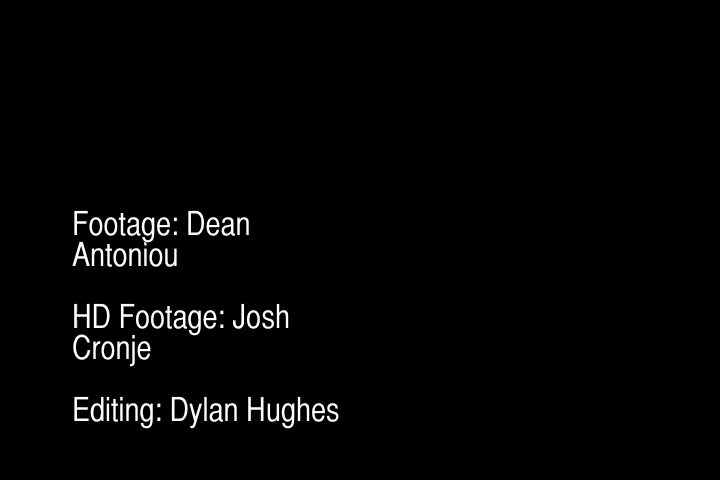 Footage: Dean
Antoniou
HD Footage: Josh
Cronje
Editing: Dylan Hughes